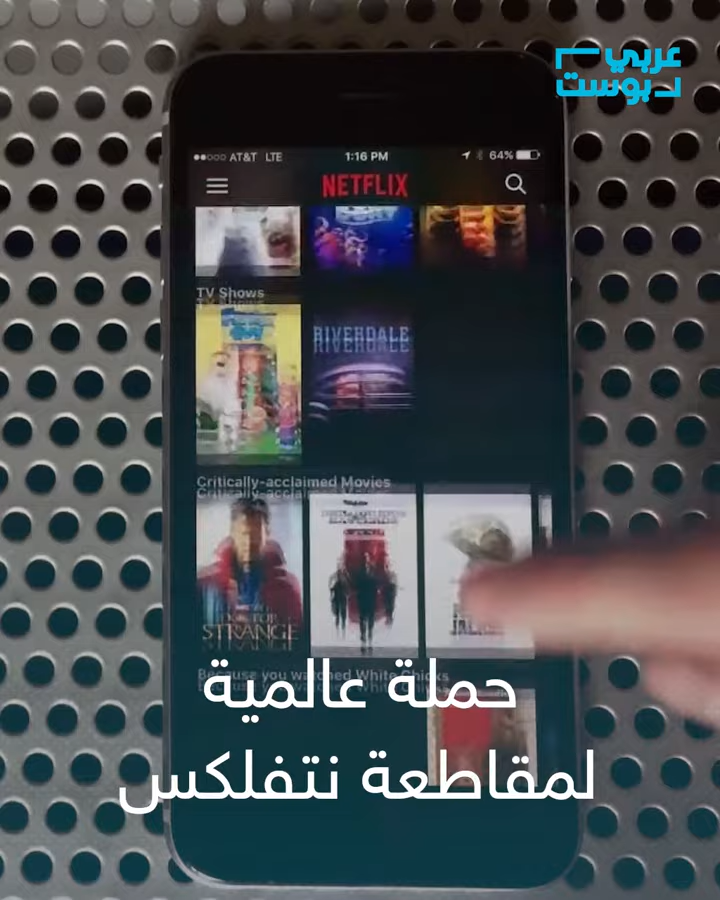 عربي
بوست
AT&T LTE
1:16 PM
64%
NETFLIX
TV Shows
RIVERDALE
Critically-acclaimed Movies
DOCTOR
STRANGE
Because you watched White Chicks
حملة عالمية
لمقاطعة نتفلكس